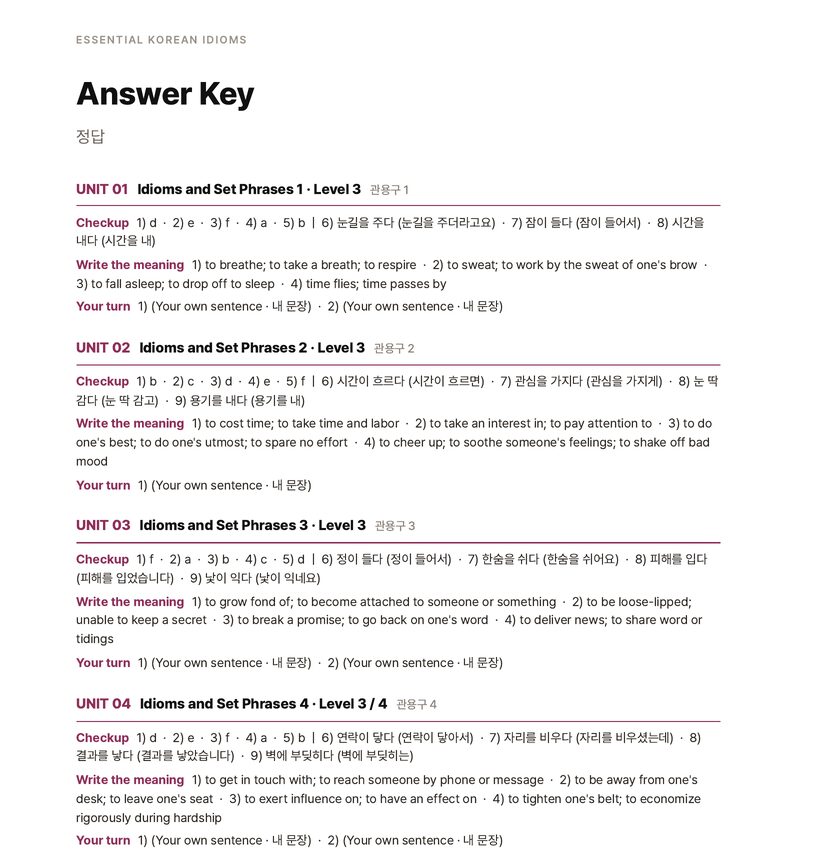 ESSENTIAL KOREAN IDIOMS
Answer Key
정답
UNIT 01 Idioms and Set Phrases 1 · Level 3 관용구 1
Checkup 1) d · 2) e · 3) f · 4) a · 5) b | 6) 눈길을 주다 (눈길을 주더라고요) · 7) 잠이 들다 (잠이 들어서) · 8) 시간을
내다 (시간을 내)
Write the meaning 1) to breathe; to take a breath; to respire · 2) to sweat; to work by the sweat of one's brow ·
3) to fall asleep; to drop off to sleep · 4) time flies; time passes by
Your turn 1) (Your own sentence · 내 문장) · 2) (Your own sentence · 내 문장)
UNIT 02 Idioms and Set Phrases 2 · Level 3 관용구 2
Checkup 1) b · 2) c · 3) d · 4) e · 5) f | 6) 시간이 흐르다 (시간이 흐르면) · 7) 관심을 가지다 (관심을 가지게) · 8) 눈 딱
감다 (눈 딱 감고) · 9) 용기를 내다 (용기를 내)
Write the meaning 1) to cost time; to take time and labor · 2) to take an interest in; to pay attention to · 3) to do
one's best; to do one's utmost; to spare no effort · 4) to cheer up; to soothe someone's feelings; to shake off bad
mood
Your turn 1) (Your own sentence · 내 문장)
UNIT 03 Idioms and Set Phrases 3 · Level 3 관용구 3
Checkup 1) f · 2) a · 3) b · 4) c · 5) d | 6) 정이 들다 (정이 들어서) · 7) 한숨을 쉬다 (한숨을 쉬어요) · 8) 피해를 입다
(피해를 입었습니다) · 9) 낯이 익다 (낯이 익네요)
Write the meaning 1) to grow fond of; to become attached to someone or something · 2) to be loose-lipped;
unable to keep a secret · 3) to break a promise; to go back on one's word · 4) to deliver news; to share word or
tidings
Your turn 1) (Your own sentence · 내 문장) · 2) (Your own sentence · 내 문장)
UNIT 04 Idioms and Set Phrases 4 · Level 3 / 4 관용구 4
Checkup 1) d · 2) e · 3) f · 4) a · 5) b | 6) 연락이 닿다 (연락이 닿아서) · 7) 자리를 비우다 (자리를 비우셨는데) · 8)
결과를 낳다 (결과를 낳았습니다) · 9) 벽에 부딪히다 (벽에 부딪히는)
Write the meaning 1) to get in touch with; to reach someone by phone or message · 2) to be away from one's
desk; to leave one's seat · 3) to exert influence on; to have an effect on · 4) to tighten one's belt; to economize
rigorously during hardship
Your turn 1) (Your own sentence · 내 문장) · 2) (Your own sentence · 내 문장)